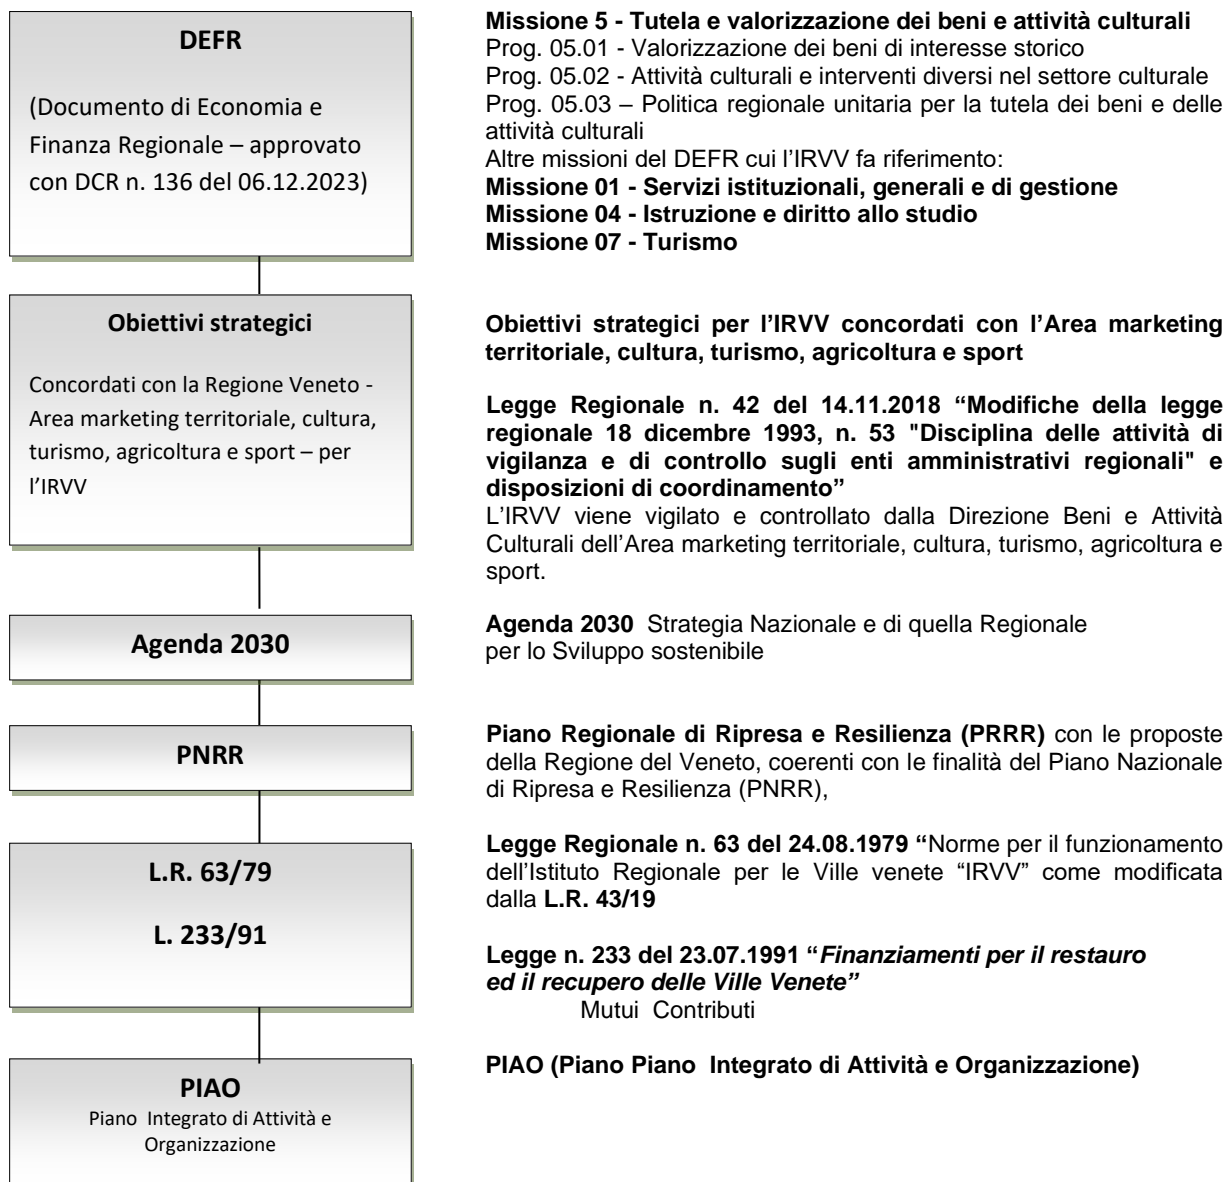 DEFR
(Documento di Economia e
Finanza Regionale – approvato
con DCR n. 136 del 06.12.2023)
Missione 5 - Tutela e valorizzazione dei beni e attività culturali
Prog. 05.01 - Valorizzazione dei beni di interesse storico
Prog. 05.02 - Attività culturali e interventi diversi nel settore culturale
Prog. 05.03 – Politica regionale unitaria per la tutela dei beni e delle
attività culturali
Altre missioni del DEFR cui l’IRVV fa riferimento:
Missione 01 - Servizi istituzionali, generali e di gestione
Missione 04 - Istruzione e diritto allo studio
Missione 07 - Turismo
Obiettivi strategici
Concordati con la Regione Veneto -
Area marketing territoriale, cultura,
turismo, agricoltura e sport – per
l’IRVV
Obiettivi strategici per l’IRVV concordati con l’Area marketing
territoriale, cultura, turismo, agricoltura e sport
Legge Regionale n. 42 del 14.11.2018 “Modifiche della legge
regionale 18 dicembre 1993, n. 53 "Disciplina delle attività di
vigilanza e di controllo sugli enti amministrativi regionali" e
disposizioni di coordinamento”
L’IRVV viene vigilato e controllato dalla Direzione Beni e Attività
Culturali dell’Area marketing territoriale, cultura, turismo, agricoltura e
sport.
Agenda 2030
Agenda 2030 Strategia Nazionale e di quella Regionale
per lo Sviluppo sostenibile
PNRR
Piano Regionale di Ripresa e Resilienza (PRRR) con le proposte
della Regione del Veneto, coerenti con le finalità del Piano Nazionale
di Ripresa e Resilienza (PNRR),
L.R. 63/79
L. 233/91
Legge Regionale n. 63 del 24.08.1979 “Norme per il funzionamento
dell’Istituto Regionale per le Ville venete “IRVV” come modificata
dalla L.R. 43/19
Legge n. 233 del 23.07.1991 “Finanziamenti per il restauro
ed il recupero delle Ville Venete”
Mutui Contributi
PIAO
Piano Integrato di Attività e
Organizzazione
PIAO (Piano Piano Integrato di Attività e Organizzazione)